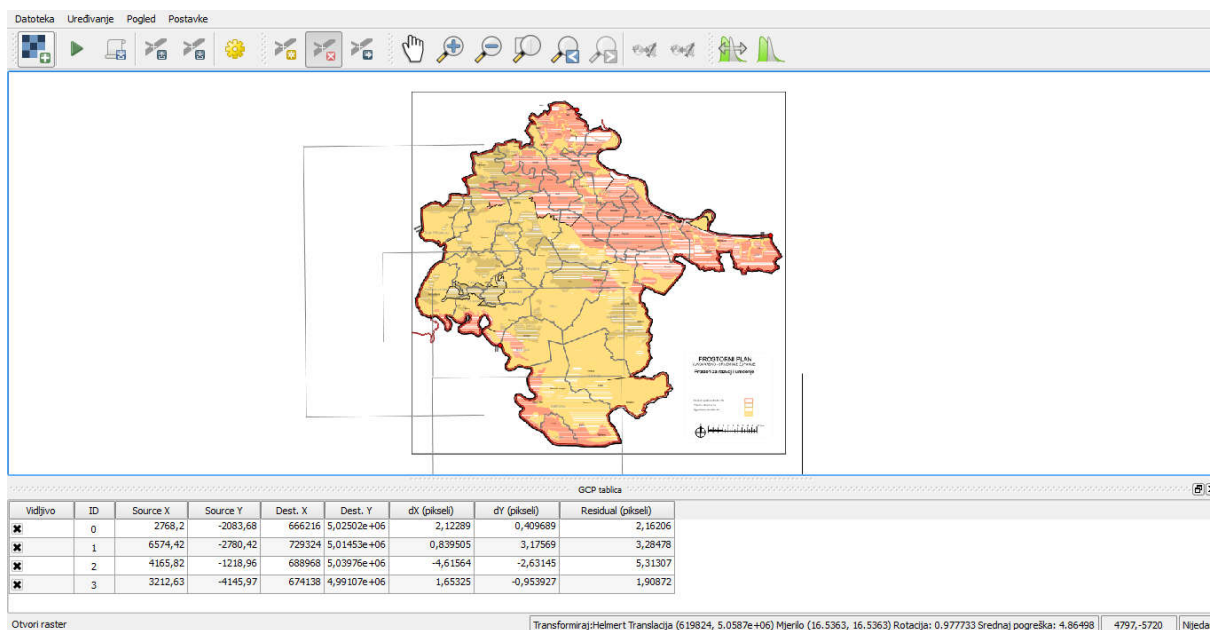 Datoteka Uređivanje Pogled Postavke
PROSTORNI PLAN
GCP tablica
Vidljivo ID Source X Source Y Dest. X Dest. Y dX (pikseli) dY (pikseli) Residual (pikseli)
0 2768,2 -2083,68 666216 5,02502e+06 2,12289 0,409689 2,16206
1 6574,42 -2780,42 729324 5,01453e+06 0,839505 3,17569 3,28478
2 4165,82 -1218,96 688968 5,03976e+06 -4,61564 -2,63145 5,31307
3 3212,63 -4145,97 674138 4,99107e+06 1,65325 -0,953927 1,90872
Otvori raster Transformiraj:Helmert Translacija (619824, 5.0587e+06) Mjerilo (16.5363, 16.5363) Rotacija: 0.977733 Srednaj pogreška: 4.86498 4797,-5720 Nijeda